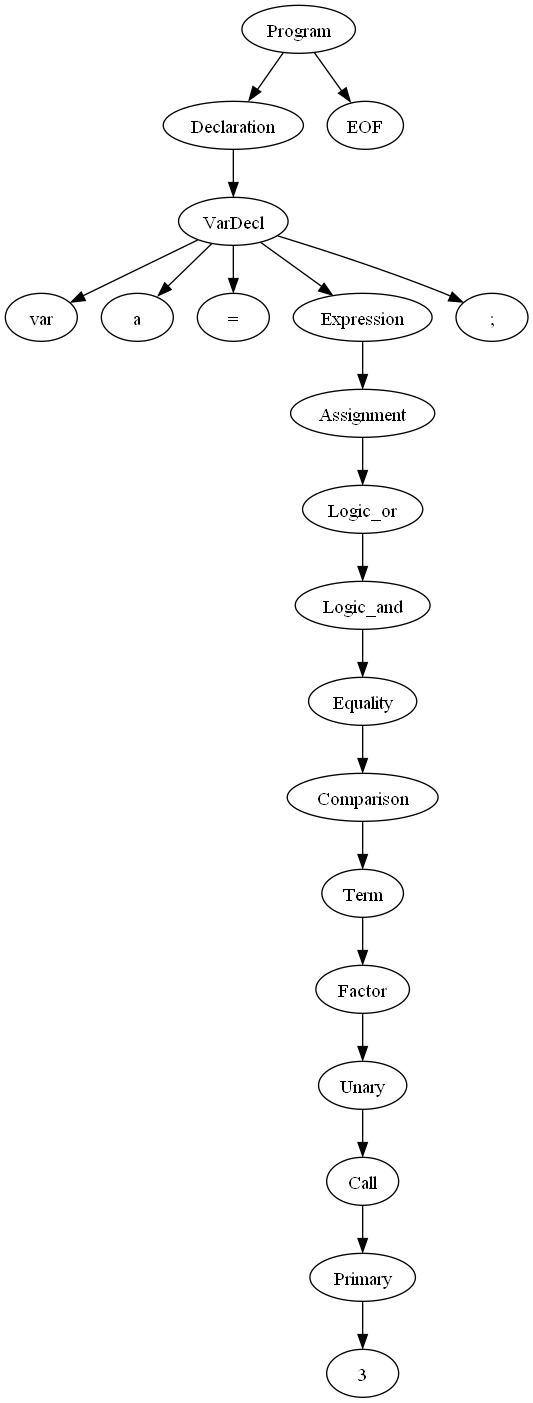 Program
Declaration EOF
VarDecl
var a = Expression ;
Assignment
Logic_or
Logic_and
Equality
Comparison
Term
Factor
Unary
Call
Primary
3